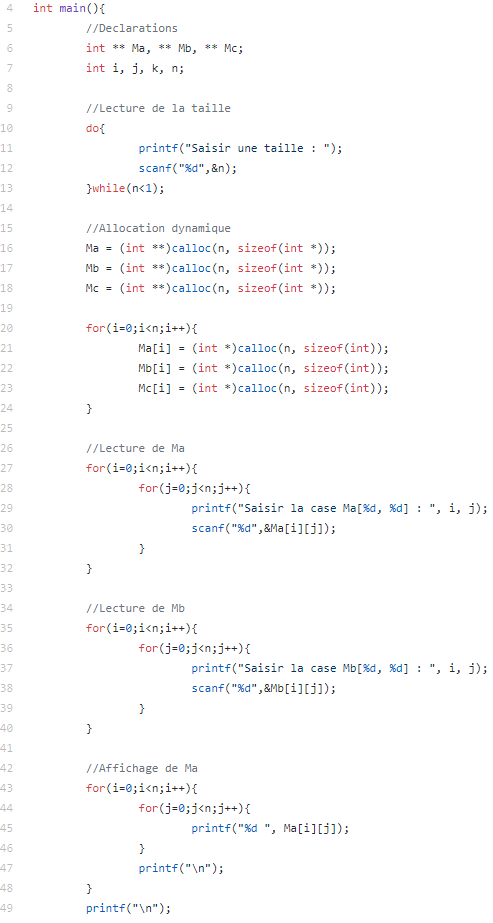 4 int main(){
5 //Declarations
6 int ** Ma, ** Mb, ** Mc;
7 int i, j, k, n;
8
9 //Lecture de la taille
10 do{
11 printf("Saisir une taille : ");
12 scanf("%d",&n);
13 }while(n<1);
14
15 //Allocation dynamique
16 Ma = (int **)calloc(n, sizeof(int *));
17 Mb = (int **)calloc(n, sizeof(int *));
18 Mc = (int **)calloc(n, sizeof(int *));
19
20 for(i=0;i<n;i++){
21 Ma[i] = (int *)calloc(n, sizeof(int));
22 Mb[i] = (int *)calloc(n, sizeof(int));
23 Mc[i] = (int *)calloc(n, sizeof(int));
24 }
25
26 //Lecture de Ma
27 for(i=0;i<n;i++){
28 for(j=0;j<n;j++){
29 printf("Saisir la case Ma[%d, %d] : ", i, j);
30 scanf("%d",&Ma[i][j]);
31 }
32 }
33
34 //Lecture de Mb
35 for(i=0;i<n;i++){
36 for(j=0;j<n;j++){
37 printf("Saisir la case Mb[%d, %d] : ", i, j);
38 scanf("%d",&Mb[i][j]);
39 }
40 }
41
42 //Affichage de Ma
43 for(i=0;i<n;i++){
44 for(j=0;j<n;j++){
45 printf("%d ", Ma[i][j]);
46 }
47 printf("\n");
48 }
49 printf("\n");